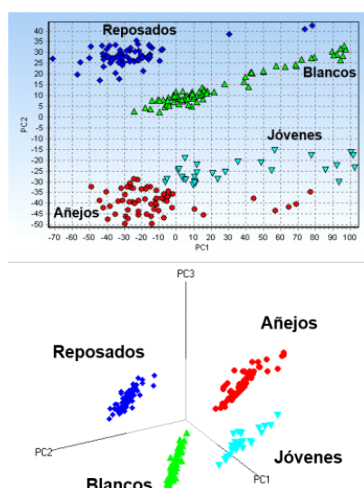 Reposados
Blancos
Jóvenes
Añejos
PC2
40
35
30
25
20
15
10
5
0
-5
-10
-15
-20
-25
-30
-35
-40
-45
-50
-70 -60 -50 -40 -30 -20 -10 0 10 20 30 40 50 60 70 80 90 100
PC1
PC3
Añejos
Reposados
PC2
Jóvenes
PC1
Blancos